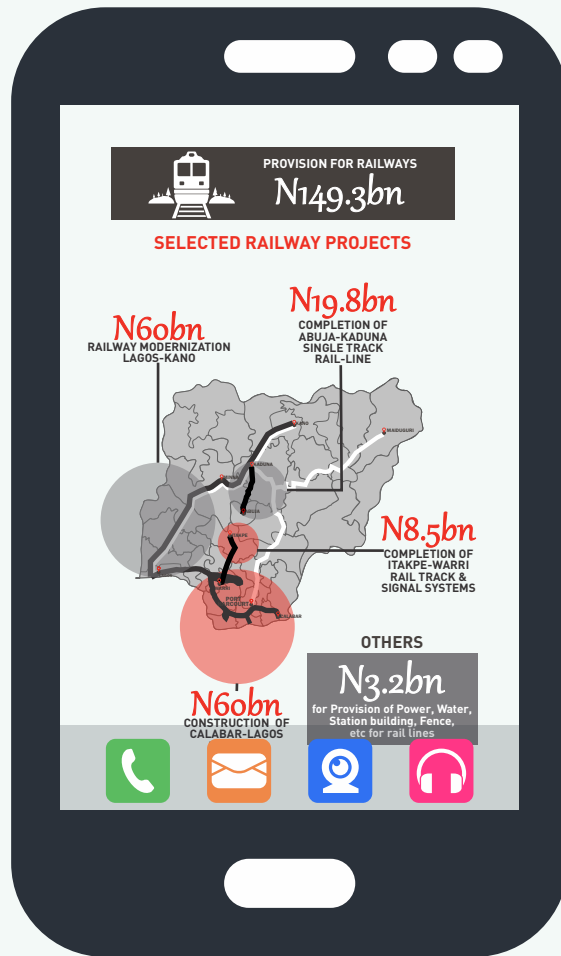 PROVISION FOR RAILWAYS
N149.3bn
SELECTED RAILWAY PROJECTS
N19.8bn
COMPLETION OF
ABUJA-KADUNA
SINGLE TRACK
RAIL-LINE
N60bn
RAILWAY MODERNIZATION
LAGOS-KANO
KANO
MAIDUGURI
KADUNA
ABUJA
ITAKPE
N8.5bn
COMPLETION OF
ITAKPE-WARRI
RAIL TRACK &
SIGNAL SYSTEMS
PORT
CALABAR
OTHERS
N3.2bn
for Provision of Power, Water,
Station building, Fence,
etc for rail lines
N60bn
CONSTRUCTION OF
CALABAR-LAGOS